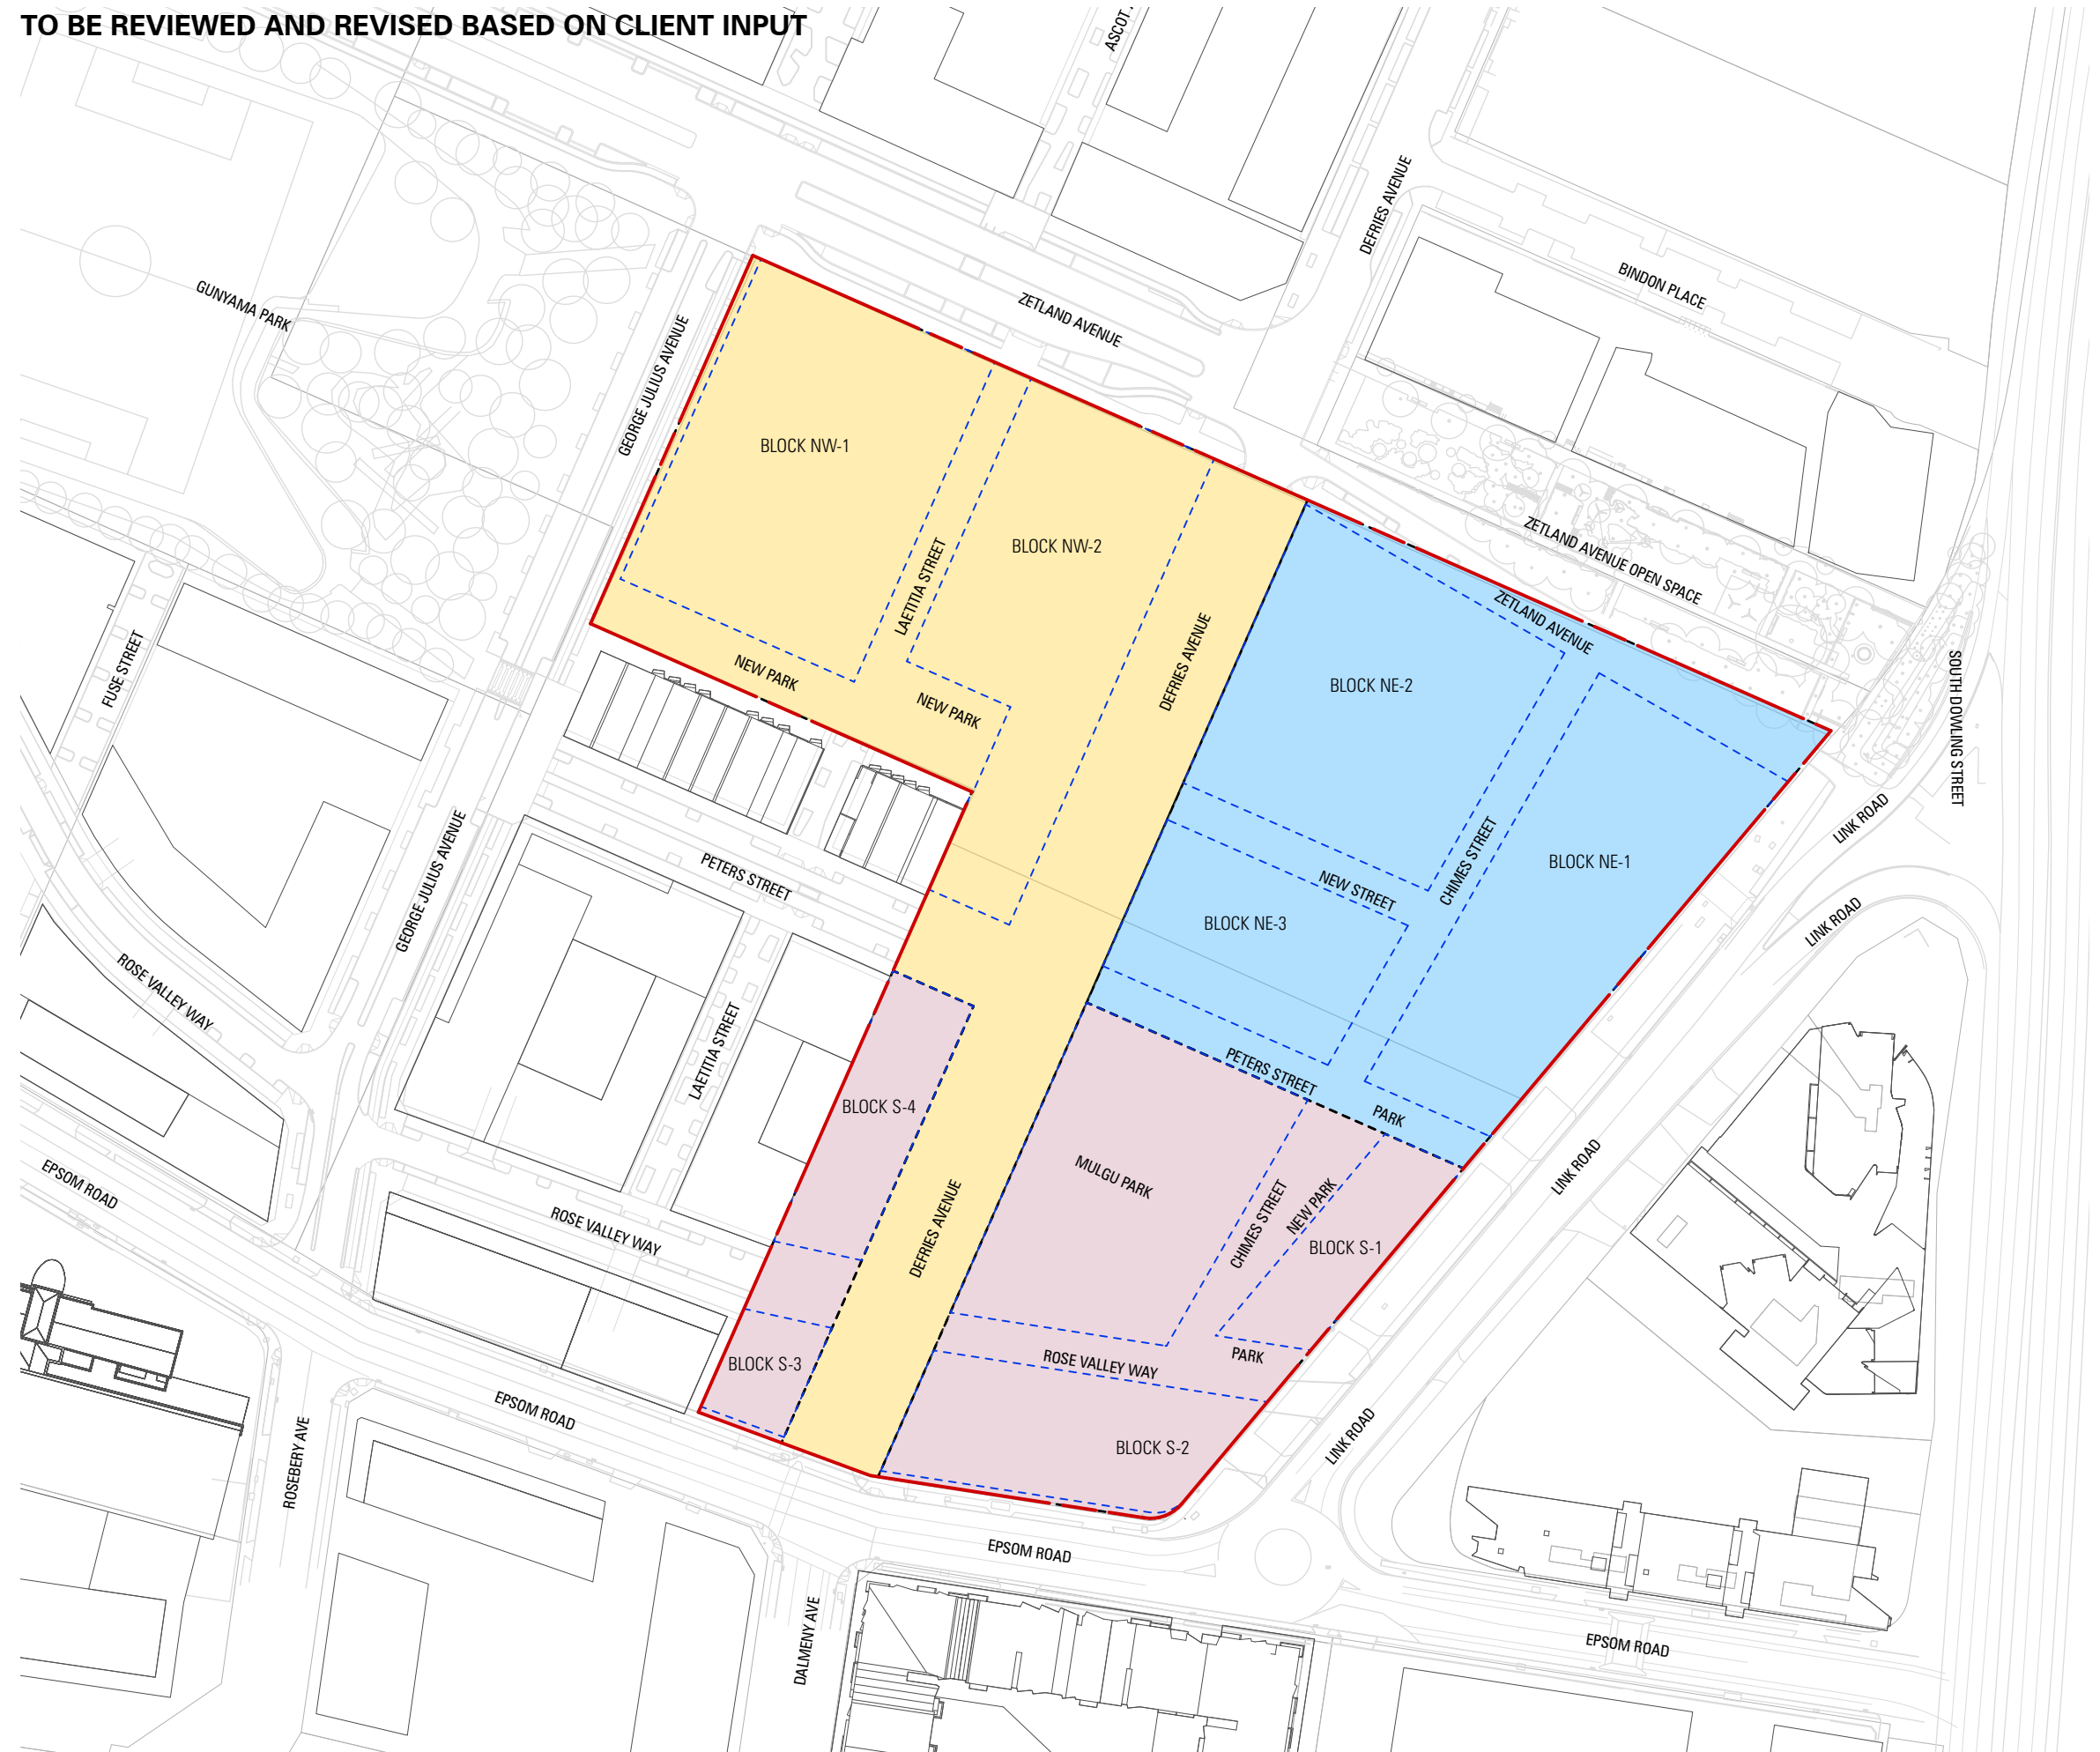 TO BE REVIEWED AND REVISED BASED ON CLIENT INPUT
DEFRIES AVENUE
BINDON PLACE
GUNYAMA PARK
ZETLAND AVENUE
GEORGE JULIUS AVENUE
BLOCK NW-1
BLOCK NW-2
LAETITIA STREET
ZETLAND AVENUE OPEN SPACE
ZETLAND AVENUE
FUSE STREET
NEW PARK
NEW PARK
DEFRIES AVENUE
BLOCK NE-2
SOUTH DOWLING STREET
LINK ROAD
PETERS STREET
GEORGE JULIUS AVENUE
NEW STREET
CHIMES STREET
BLOCK NE-1
BLOCK NE-3
LINK ROAD
ROSE VALLEY WAY
LAETITIA STREET
PETERS STREET
PARK
BLOCK S-4
MULGU PARK
LINK ROAD
EPSOM ROAD
ROSE VALLEY WAY
DEFRIES AVENUE
CHIMES STREET
NEW PARK
BLOCK S-1
BLOCK S-3
ROSE VALLEY WAY
PARK
EPSOM ROAD
ROSEBERY AVE
BLOCK S-2
LINK ROAD
EPSOM ROAD
DALMENY AVE
EPSOM ROAD